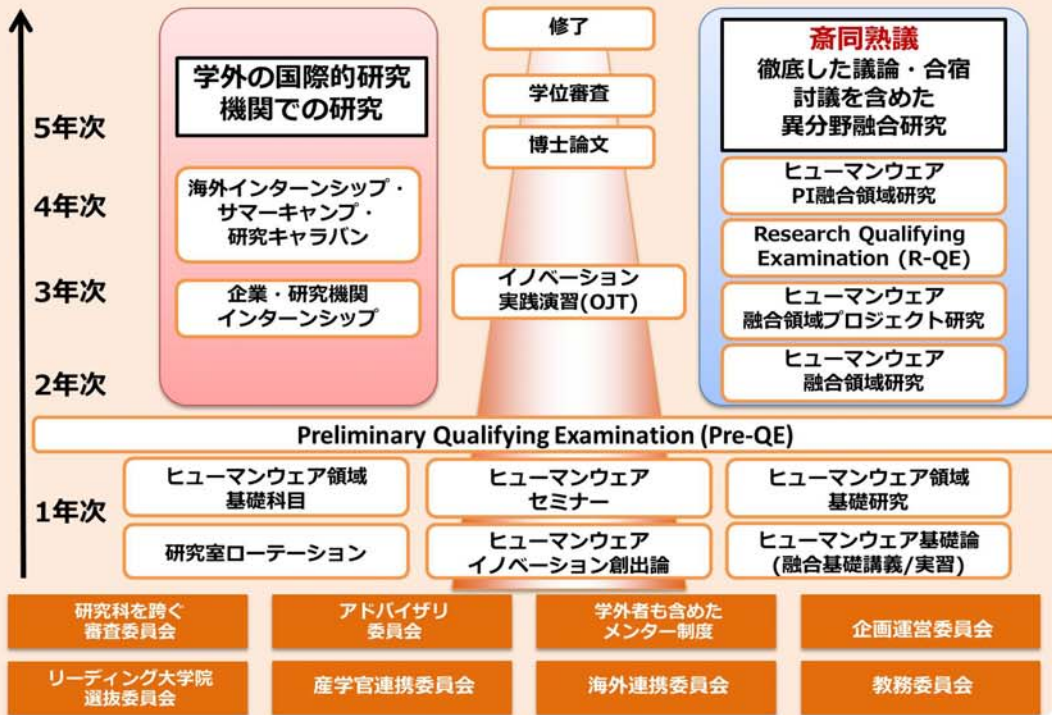 修了
学外の国際的研究
機関での研究
学位審査
斎同熟議
徹底した議論・合宿
討議を含めた
異分野融合研究
5年次
博士論文
4年次
海外インターンシップ・
サマーキャンプ・
研究キャラバン
ヒューマンウェア
PI融合領域研究
Research Qualifying
Examination (R-QE)
3年次
企業・研究機関
インターンシップ
イノベーション
実践演習(OJT)
ヒューマンウェア
融合領域プロジェクト研究
2年次
ヒューマンウェア
融合領域研究
Preliminary Qualifying Examination (Pre-QE)
1年次
ヒューマンウェア領域
基礎科目
ヒューマンウェア
セミナー
ヒューマンウェア領域
基礎研究
研究室ローテーション
ヒューマンウェア
イノベーション創出論
ヒューマンウェア基礎論
(融合基礎講義/実習)
研究科を跨ぐ
審査委員会
アドバイザリ
委員会
学外者も含めた
メンター制度
企画運営委員会
リーディング大学院
選抜委員会
産学官連携委員会
海外連携委員会
教務委員会